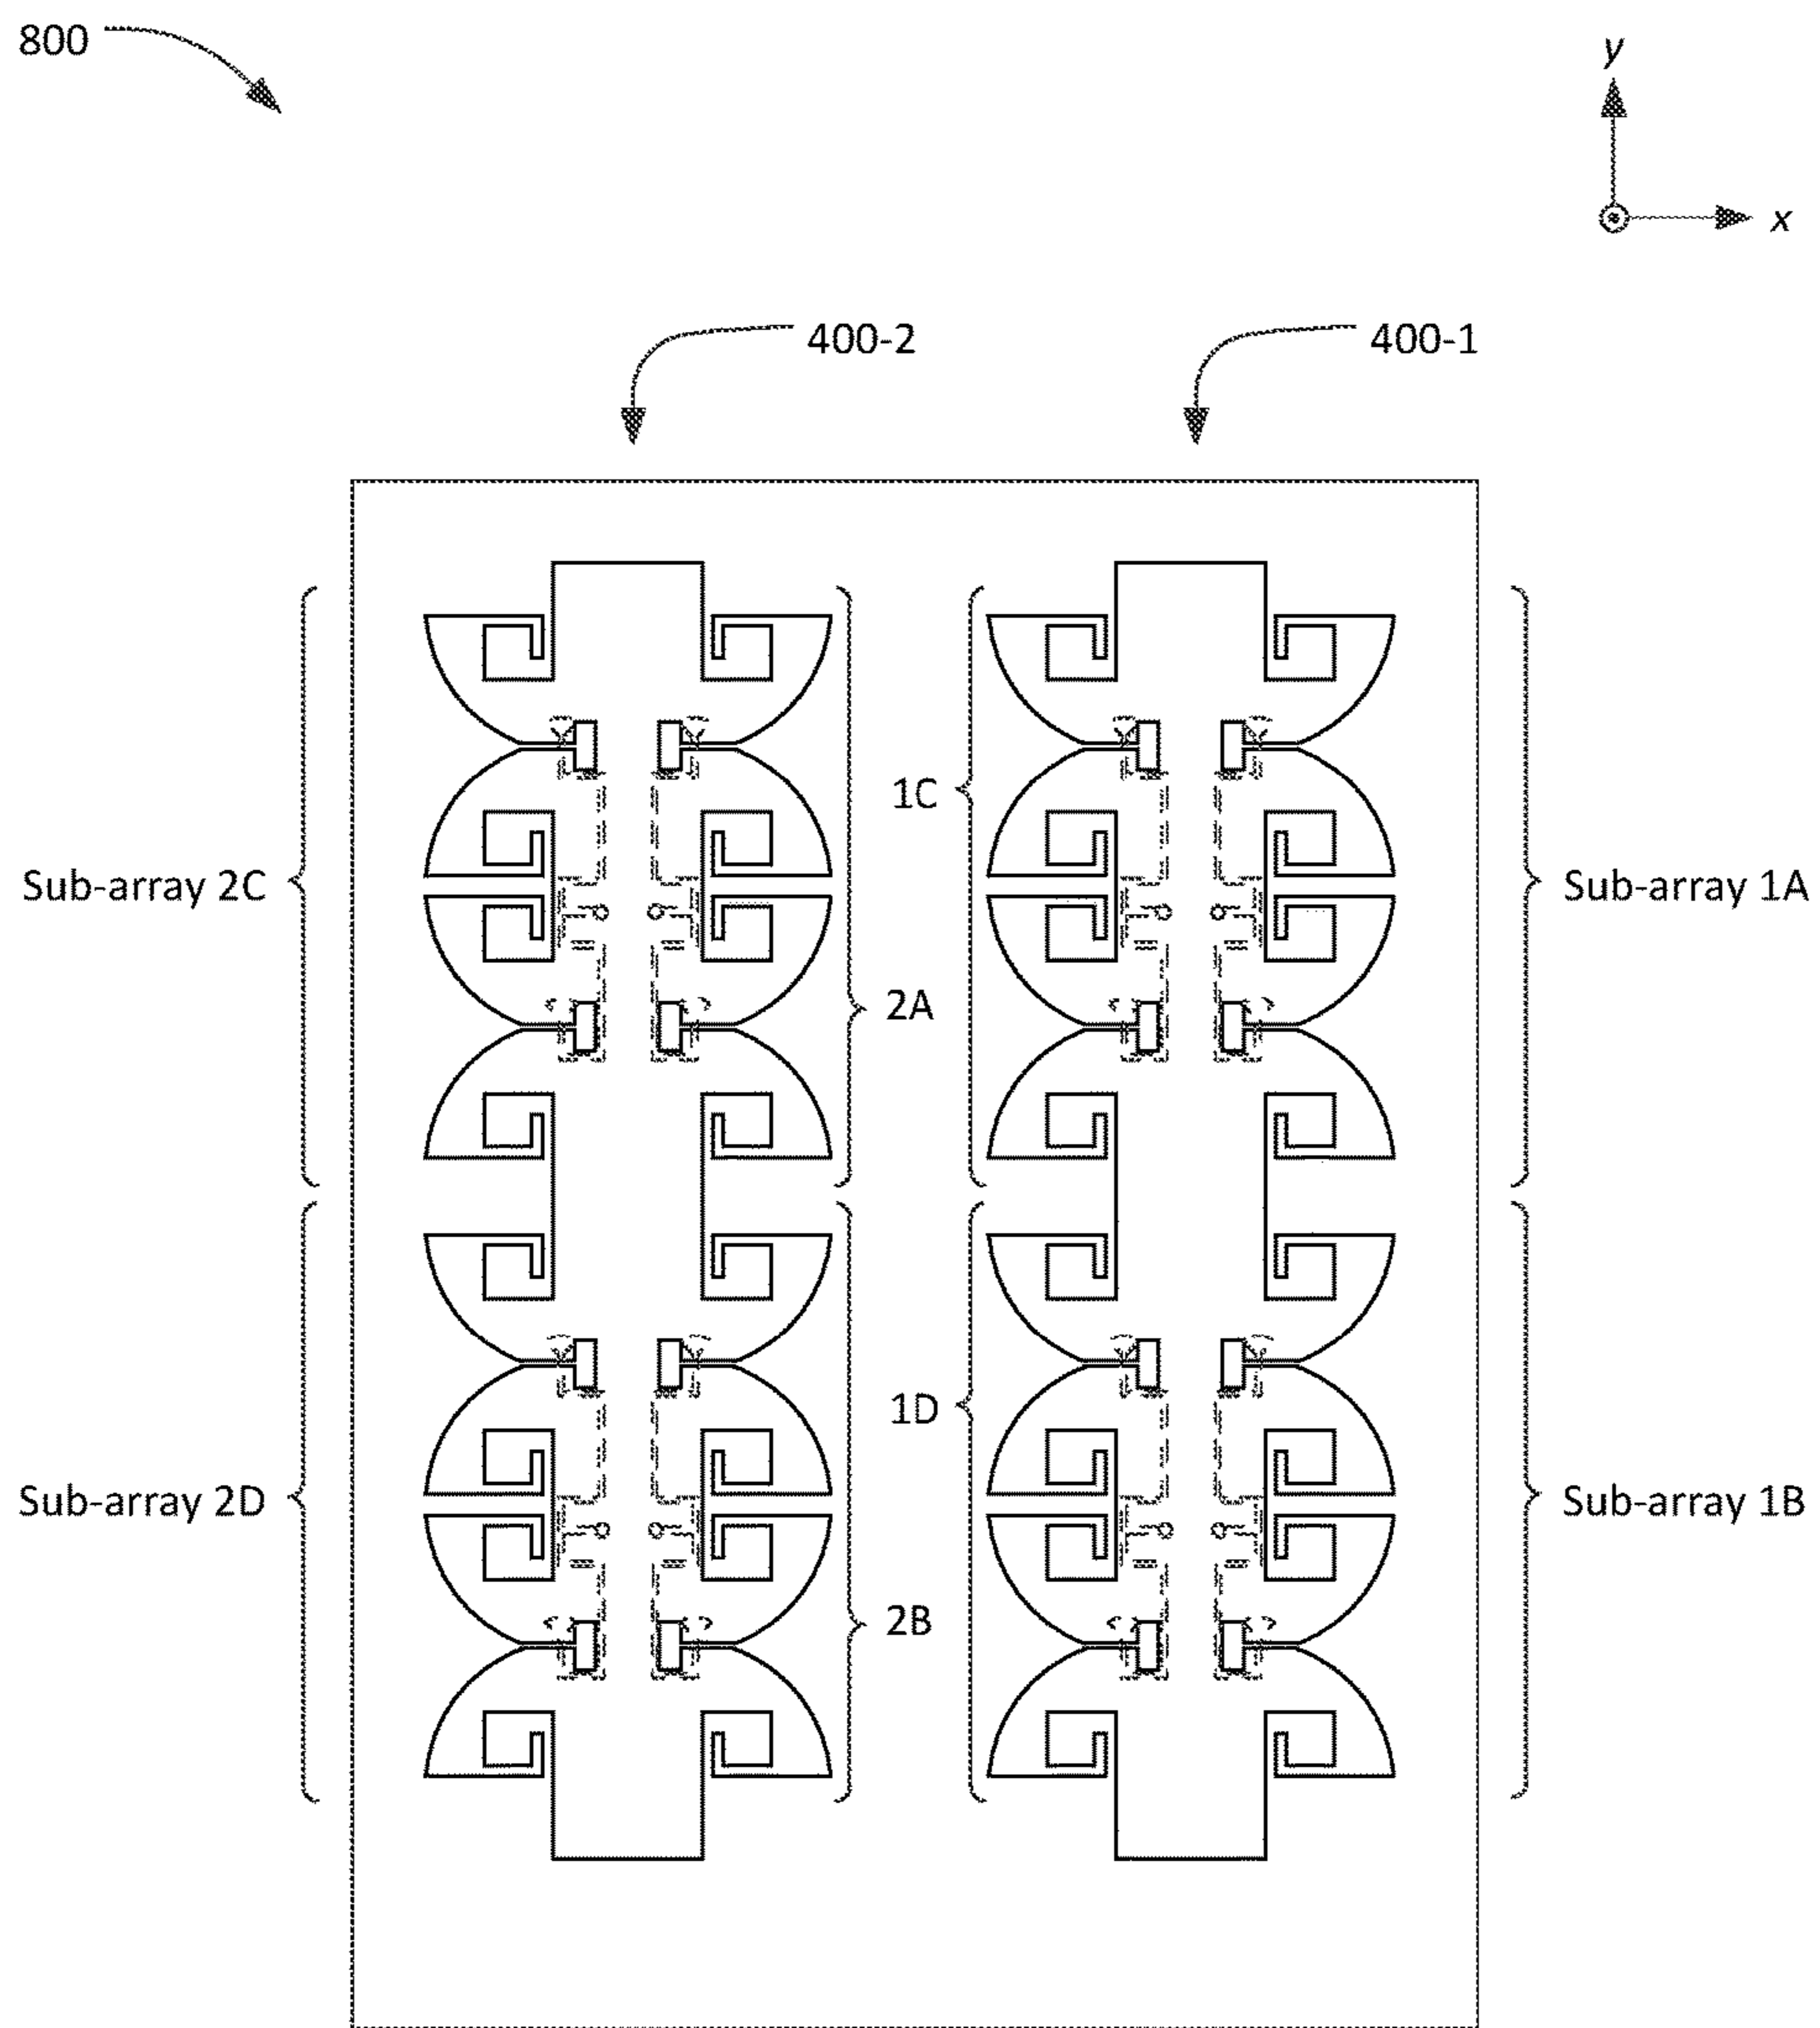 800
y
x
400-2
400-1
1C
Sub-array 2C
Sub-array 1A
2A
1D
Sub-array 2D
Sub-array 1B
2B